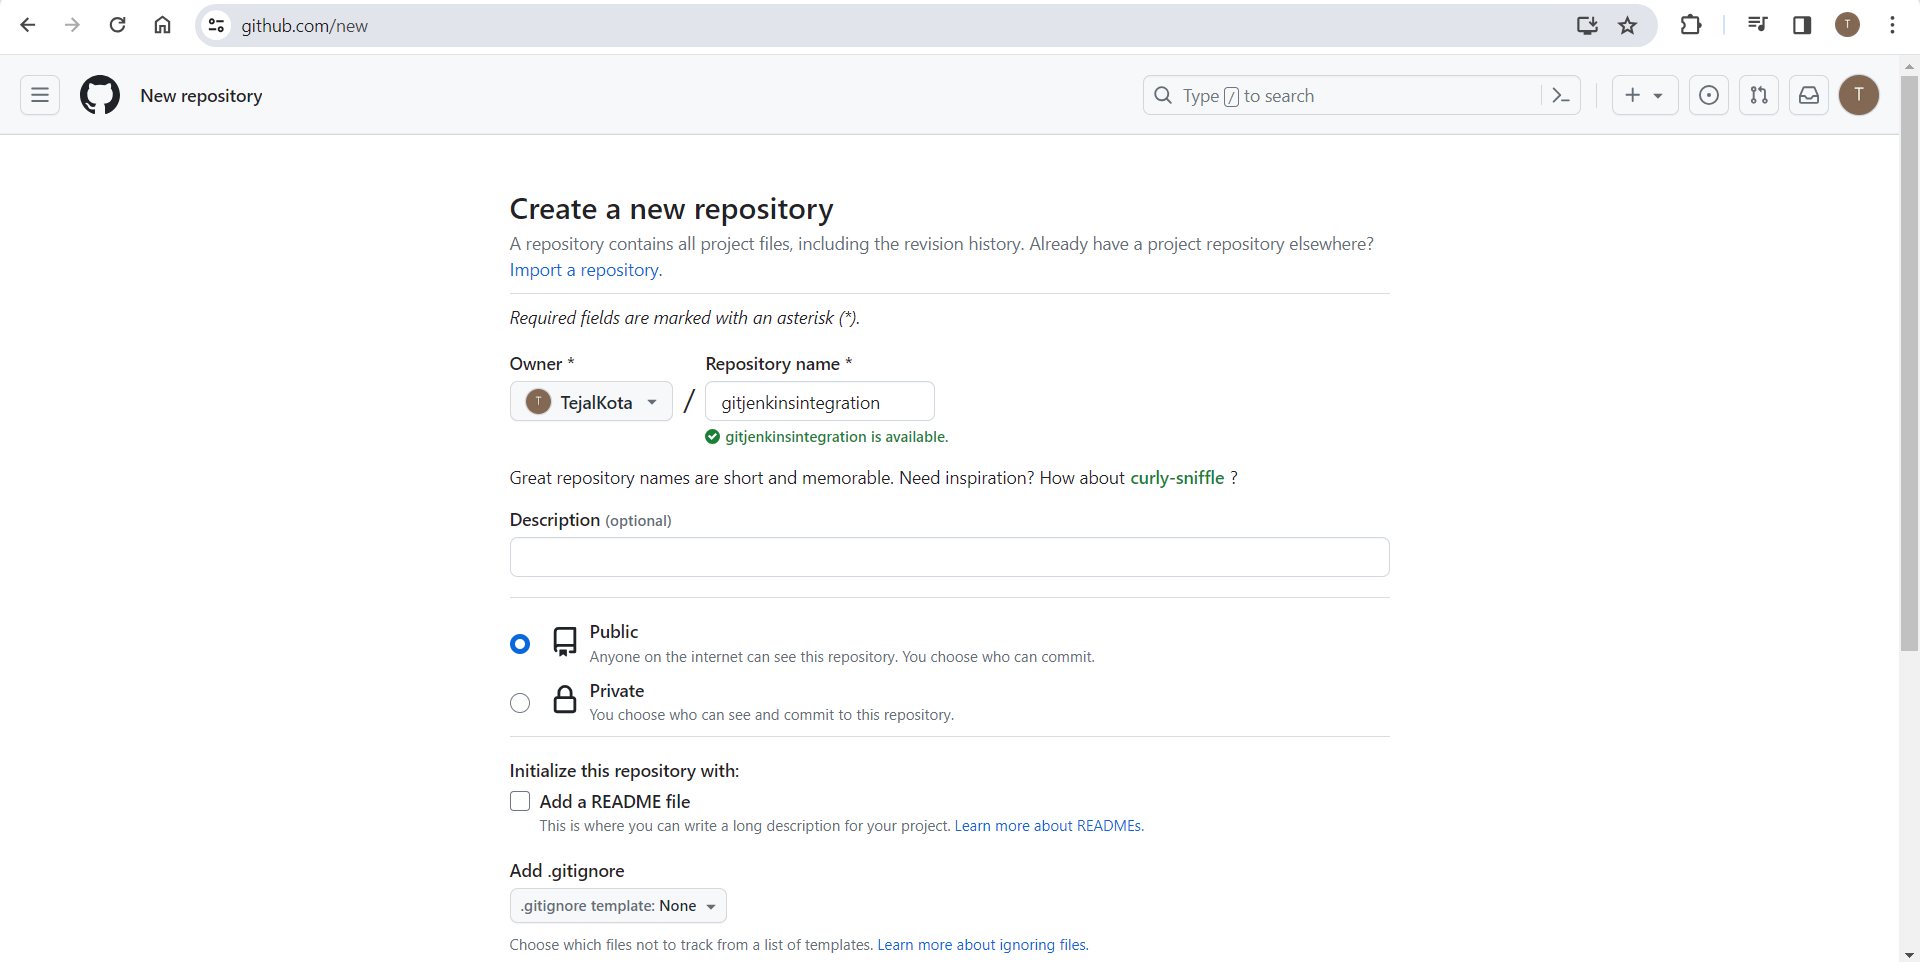 github.com/new
T
New repository
Type / to search
T
Create a new repository
A repository contains all project files, including the revision history. Already have a project repository elsewhere?
Import a repository.
Required fields are marked with an asterisk (*).
Owner * Repository name *
T TejalKota / gitjenkinsintegration
gitjenkinsintegration is available.
Great repository names are short and memorable. Need inspiration? How about curly-sniffle ?
Description (optional)
Public
Anyone on the internet can see this repository. You choose who can commit.
Private
You choose who can see and commit to this repository.
Initialize this repository with:
Add a README file
This is where you can write a long description for your project. Learn more about READMEs.
Add .gitignore
.gitignore template: None
Choose which files not to track from a list of templates. Learn more about ignoring files.